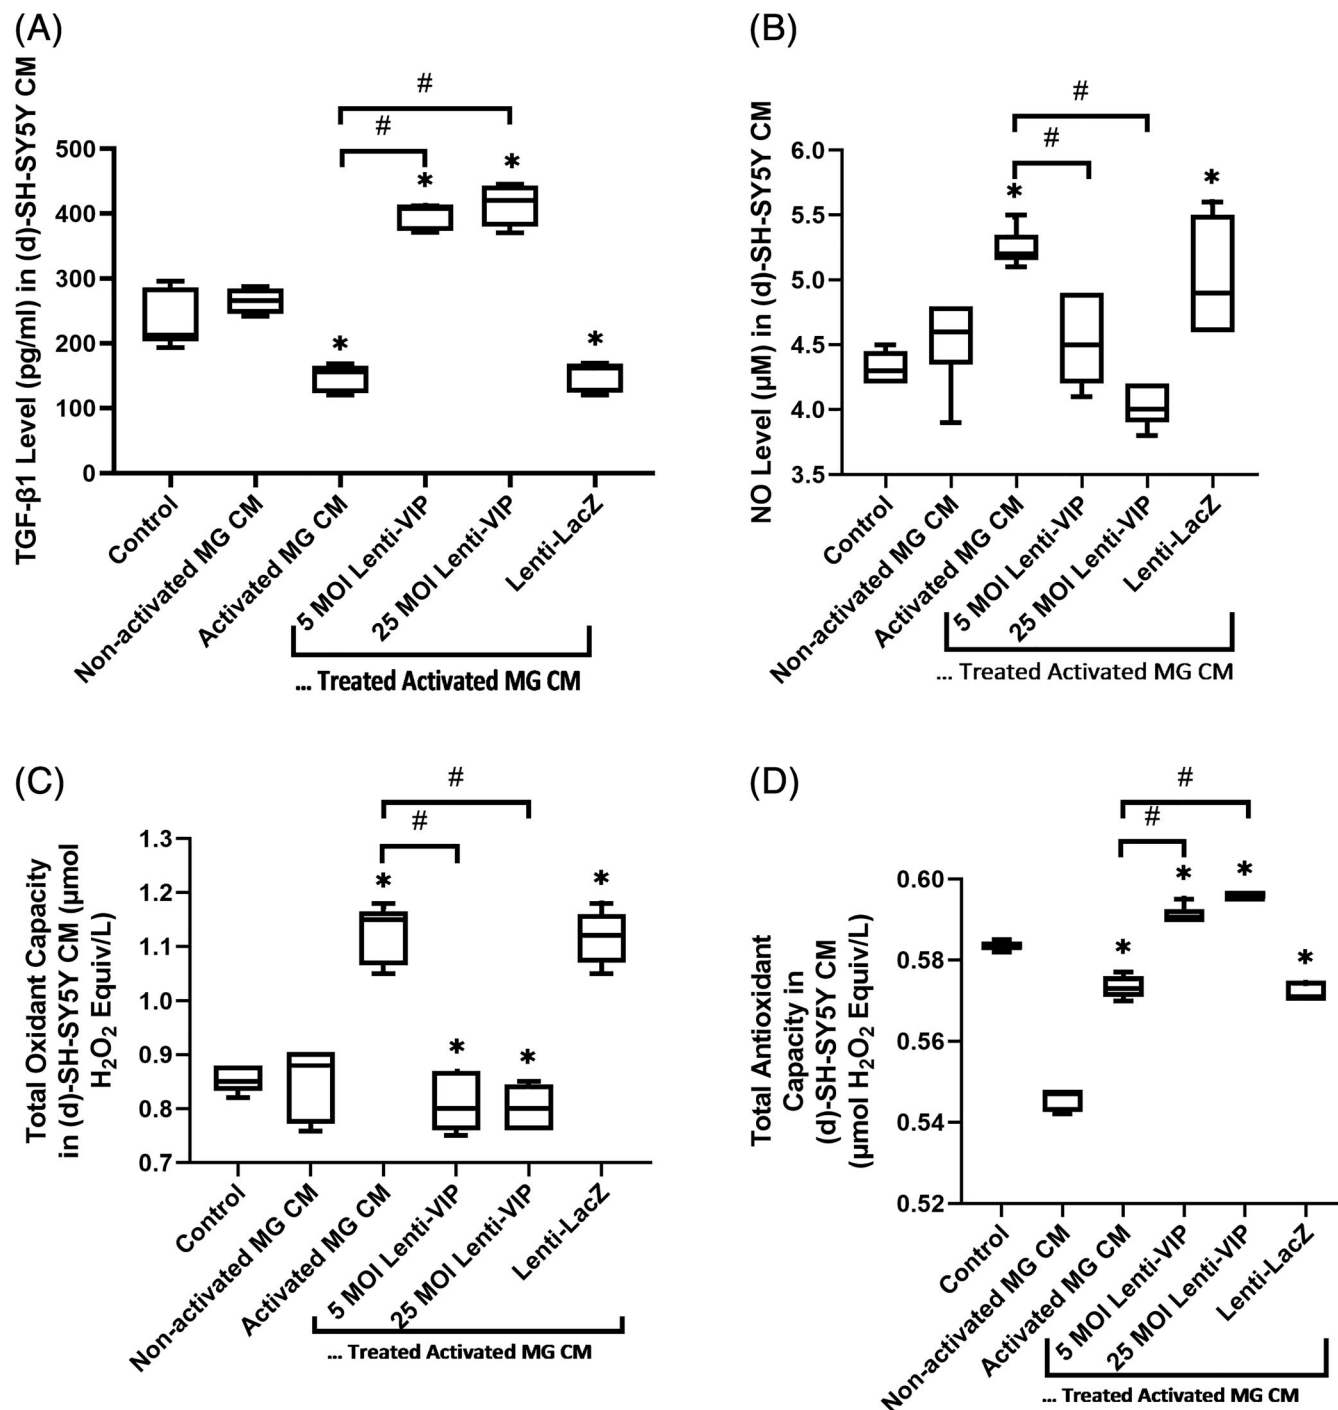 (A)
TGF-β1 Level (pg/ml) in (d)-SH-SY5Y CM
#
#
* * * *
500
400
300
200
100
0
Control
Non-activated MG CM
Activated MG CM
5 MOI Lenti-VIP
25 MOI Lenti-VIP
Lenti-LacZ
... Treated Activated MG CM
(B)
NO Level (μM) in (d)-SH-SY5Y CM
#
#
* *
6.0
5.5
5.0
4.5
4.0
3.5
Control
Non-activated MG CM
Activated MG CM
5 MOI Lenti-VIP
25 MOI Lenti-VIP
Lenti-LacZ
... Treated Activated MG CM
(C)
Total Oxidant Capacity
in (d)-SH-SY5Y CM (μmol
H₂O₂ Equiv/L)
#
#
* * * *
1.3
1.2
1.1
1.0
0.9
0.8
0.7
Control
Non-activated MG CM
Activated MG CM
5 MOI Lenti-VIP
25 MOI Lenti-VIP
Lenti-LacZ
... Treated Activated MG CM
(D)
Total Antioxidant
Capacity in
(d)-SH-SY5Y CM
(μmol H₂O₂ Equiv/L)
#
#
* * * *
0.60
0.58
0.56
0.54
0.52
Control
Non-activated MG CM
Activated MG CM
5 MOI Lenti-VIP
25 MOI Lenti-VIP
Lenti-LacZ
... Treated Activated MG CM